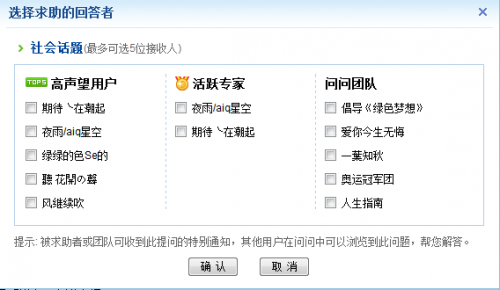 选择求助的回答者
社会话题(最多可选5位接收人)
TOP5 高声望用户
期待╰在潮起
夜雨/aiq星空
绿绿的色Se的
聽 花開の聲
风继续吹
活跃专家
夜雨/aiq星空
期待╰在潮起
问问团队
倡导《绿色梦想》
爱你今生无悔
一葉知秋
奥运冠军团
人生指南
提示: 被求助者或团队可收到此提问的特别通知，其他用户在问问中可以浏览到此问题，帮您解答。
确 认
取 消